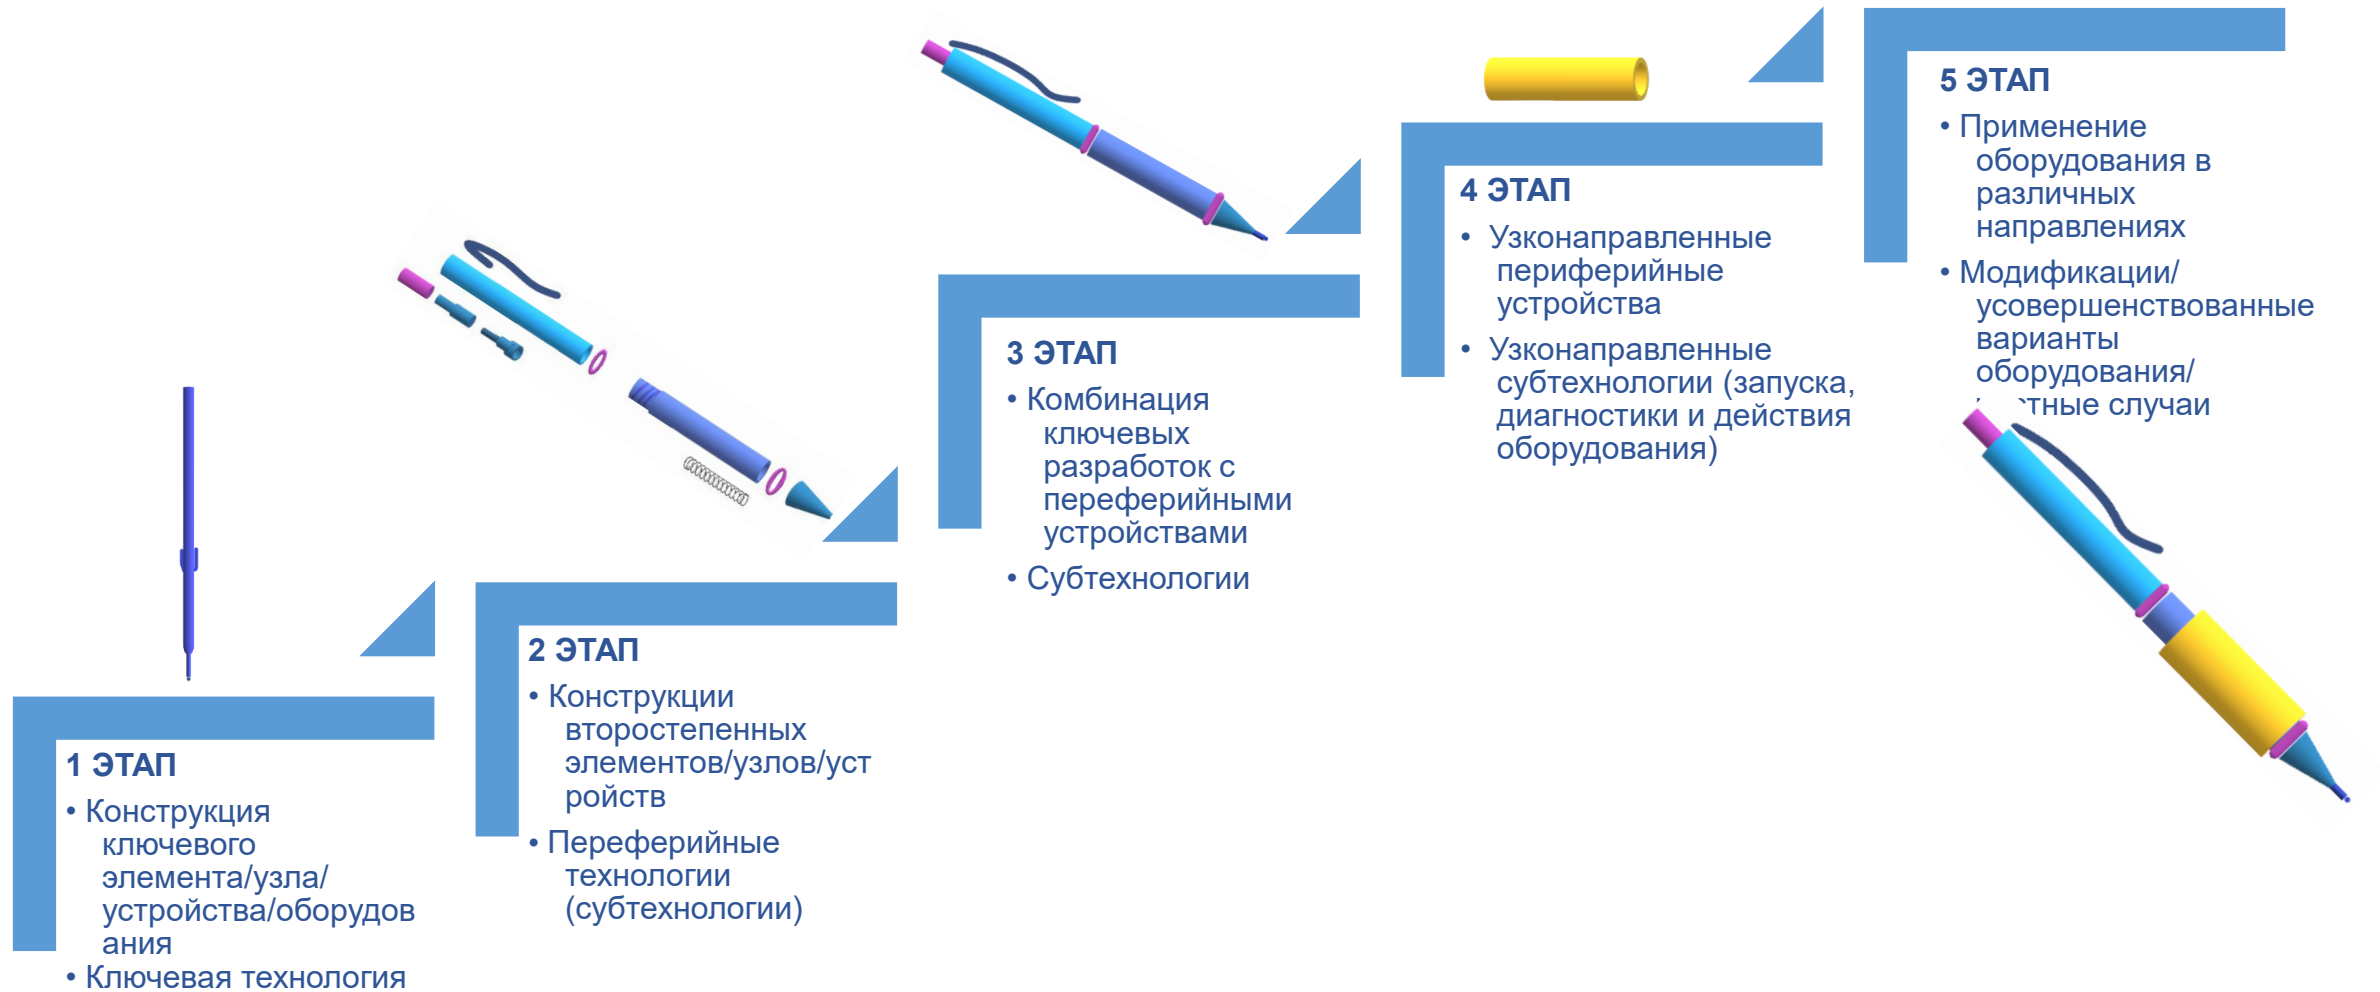 1 ЭТАП
• Конструкция
ключевого
элемента/узла/
устройства/оборудов
ания
• Ключевая технология
2 ЭТАП
• Конструкции
второстепенных
элементов/узлов/уст
ройств
• Переферийные
технологии
(субтехнологии)
3 ЭТАП
• Комбинация
ключевых
разработок с
переферийными
устройствами
• Субтехнологии
4 ЭТАП
• Узконаправленные
периферийные
устройства
• Узконаправленные
субтехнологии (запуска,
диагностики и действия
оборудования)
5 ЭТАП
• Применение
оборудования в
различных
направлениях
• Модификации/
усовершенствованные
варианты
оборудования/
случаи